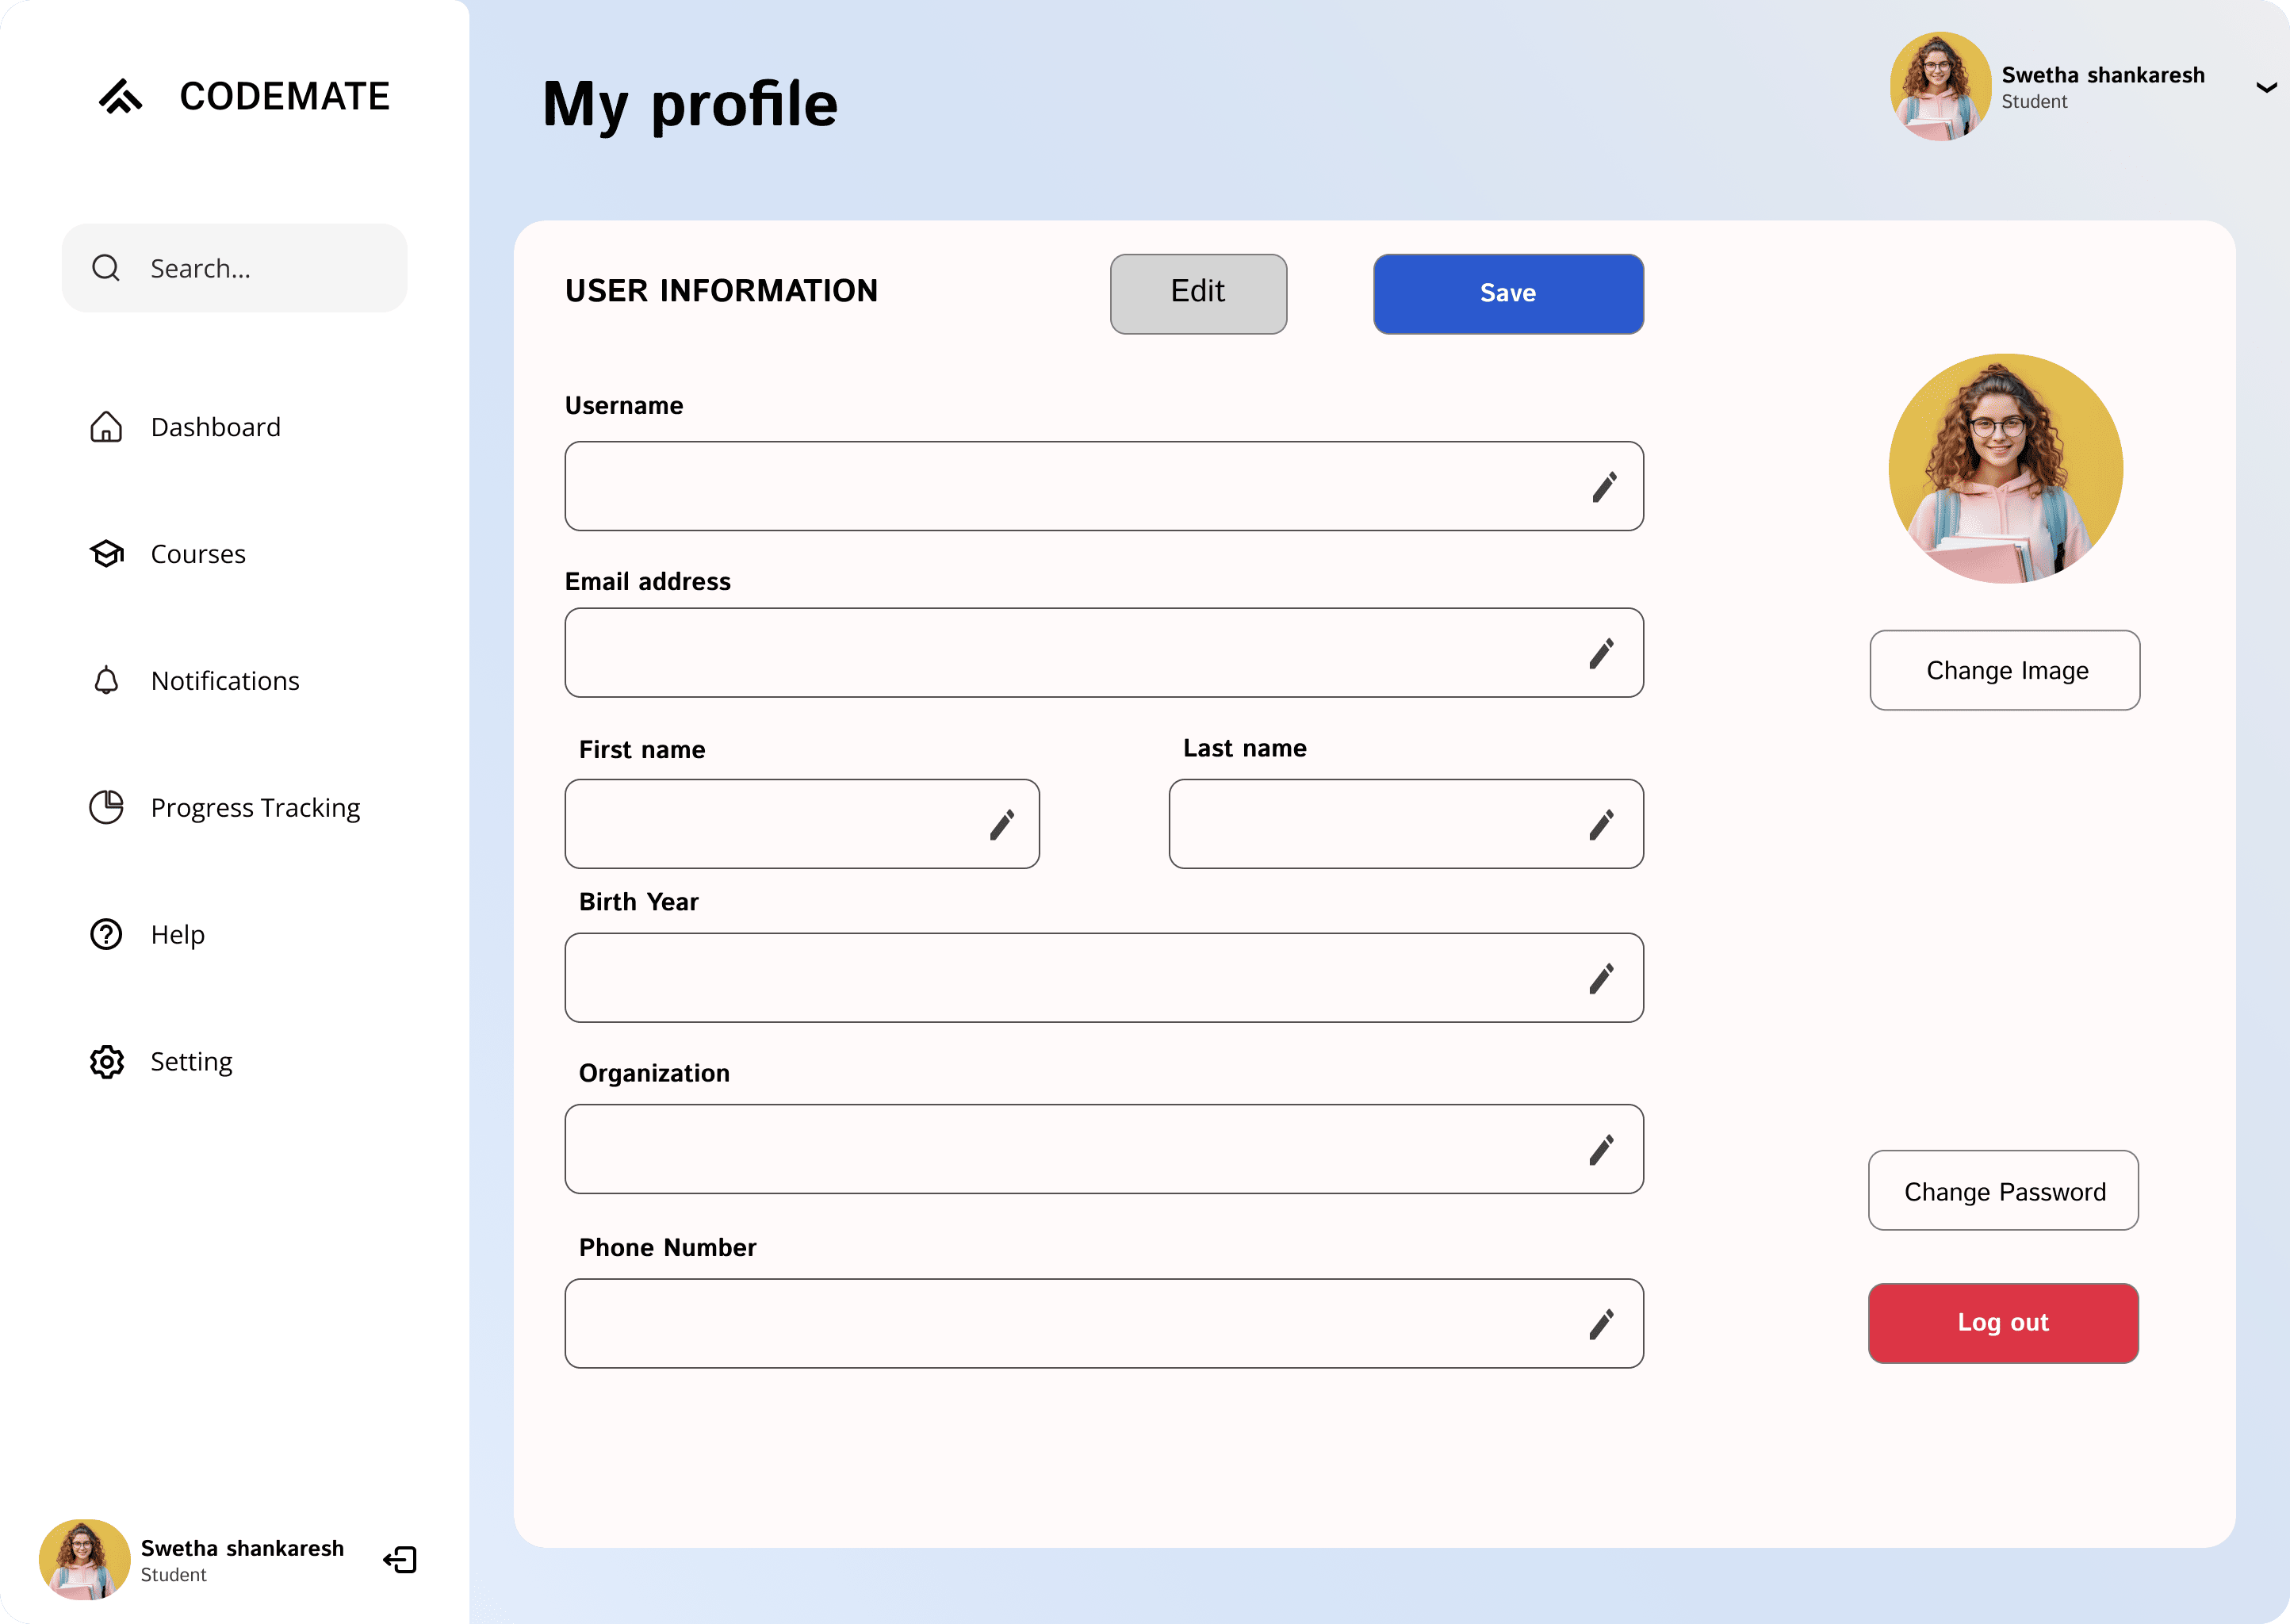 CODEMATE
Search...
Dashboard
Courses
Notifications
Progress Tracking
Help
Setting
Swetha shankaresh
Student
My profile
Swetha shankaresh
Student
USER INFORMATION
Edit
Save
Username
Email address
First name
Last name
Birth Year
Organization
Phone Number
Change Image
Change Password
Log out